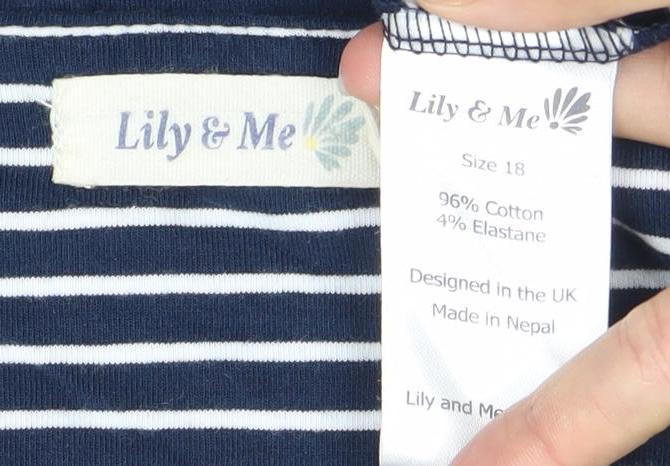 Lily & Me
Lily & Me
Size 18
96% Cotton
4% Elastane
Designed in the UK
Made in Nepal
Lily and Me